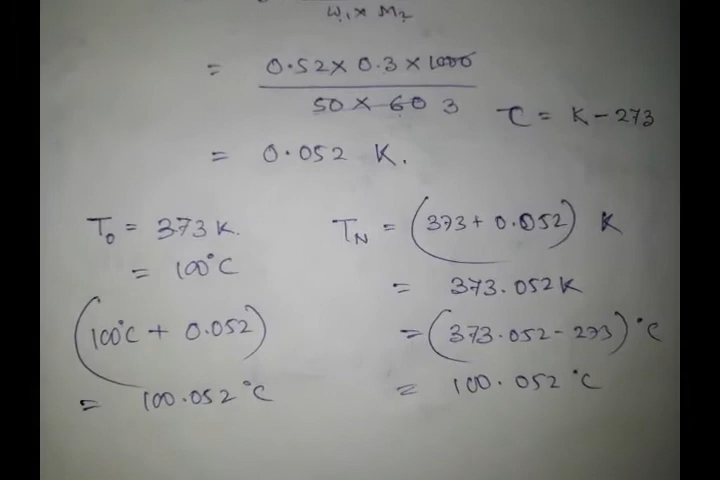 W₁ x M₂
= 0.52 x 0.3 x 1000
50 x 60 3
°C = K - 273
= 0.052 K.
T₀ = 373 K.
= 100°C
(100°C + 0.052)
= 100.052°C
T_N = (373 + 0.052) K
= 373.052 K
= (373.052 - 273) °C
= 100.052 °C